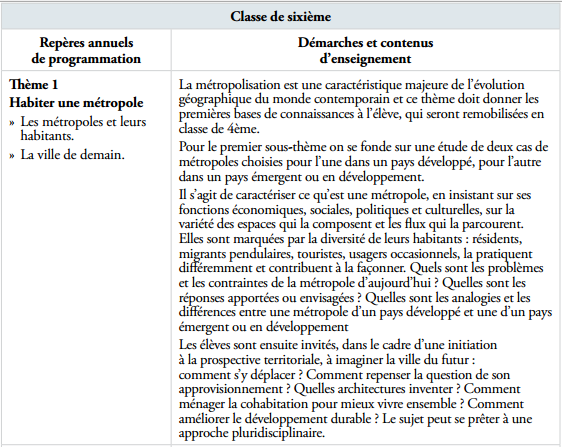 Classe de sixième
Repères annuels
de programmation
Démarches et contenus
d'enseignement
Thème 1
Habiter une métropole
» Les métropoles et leurs
habitants.
» La ville de demain.
La métropolisation est une caractéristique majeure de l'évolution
géographique du monde contemporain et ce thème doit donner les
premières bases de connaissances à l'élève, qui seront remobilisées en
classe de 4ème.
Pour le premier sous-thème on se fonde sur une étude de deux cas de
métropoles choisies pour l'une dans un pays développé, pour l'autre
dans un pays émergent ou en développement.
Il s'agit de caractériser ce qu'est une métropole, en insistant sur ses
fonctions économiques, sociales, politiques et culturelles, sur la
variété des espaces qui la composent et les flux qui la parcourent.
Elles sont marquées par la diversité de leurs habitants : résidents,
migrants pendulaires, touristes, usagers occasionnels, la pratiquent
différemment et contribuent à la façonner. Quels sont les problèmes
et les contraintes de la métropole d'aujourd'hui ? Quelles sont les
réponses apportées ou envisagées ? Quelles sont les analogies et les
différences entre une métropole d'un pays développé et une d'un pays
émergent ou en développement
Les élèves sont ensuite invités, dans le cadre d'une initiation
à la prospective territoriale, à imaginer la ville du futur :
comment s'y déplacer ? Comment repenser la question de son
approvisionnement ? Quelles architectures inventer ? Comment
ménager la cohabitation pour mieux vivre ensemble ? Comment
améliorer le développement durable ? Le sujet peut se prêter à une
approche pluridisciplinaire.